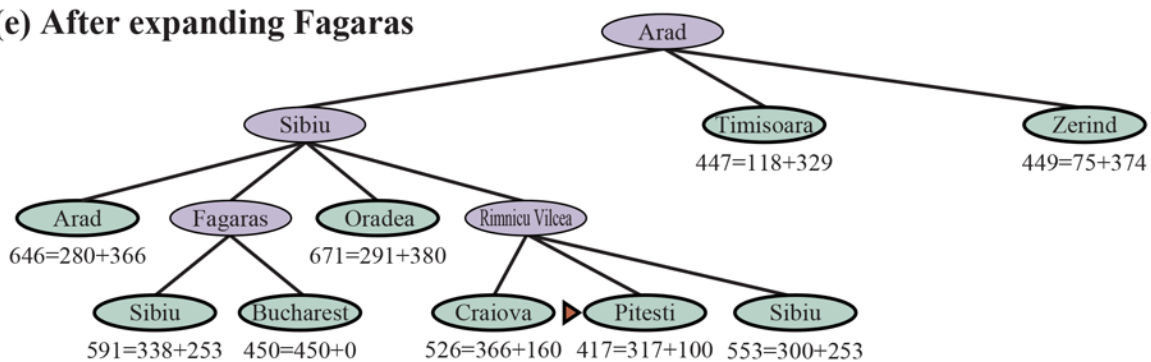 (e) After expanding Fagaras
Arad
Sibiu
Timisoara
Zerind
447=118+329
449=75+374
Arad
Fagaras
Oradea
Rimnicu Vilcea
646=280+366
671=291+380
Sibiu
Bucharest
Craiova
Pitesti
Sibiu
591=338+253
450=450+0
526=366+160
417=317+100
553=300+253